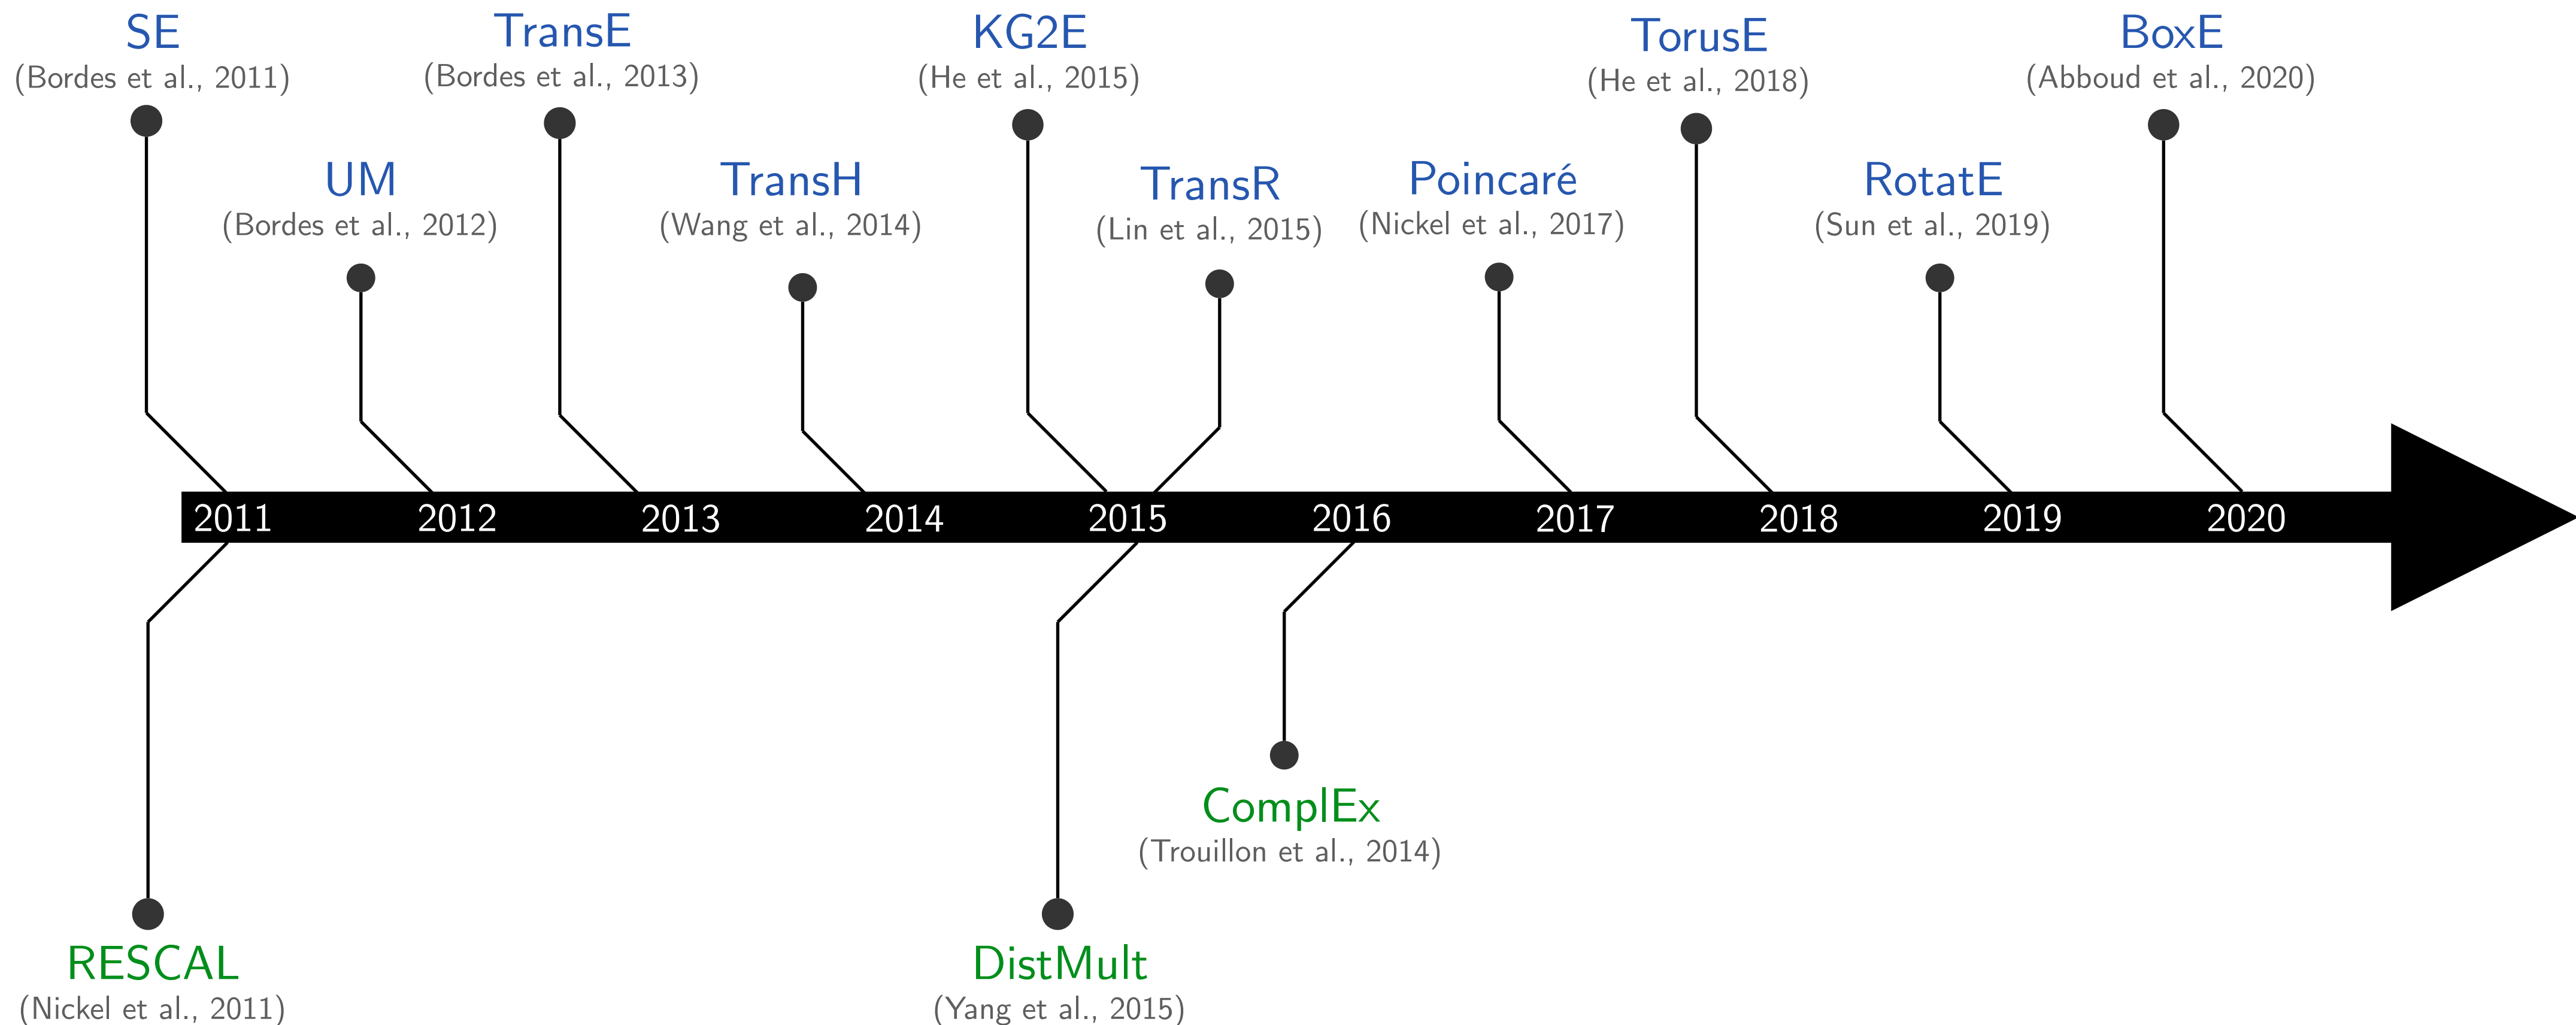 SE
(Bordes et al., 2011)
TransE
(Bordes et al., 2013)
KG2E
(He et al., 2015)
TorusE
(He et al., 2018)
BoxE
(Abboud et al., 2020)
UM
(Bordes et al., 2012)
TransH
(Wang et al., 2014)
TransR
(Lin et al., 2015)
Poincaré
(Nickel et al., 2017)
RotatE
(Sun et al., 2019)
2011 2012 2013 2014 2015 2016 2017 2018 2019 2020
ComplEx
(Trouillon et al., 2014)
RESCAL
(Nickel et al., 2011)
DistMult
(Yang et al., 2015)